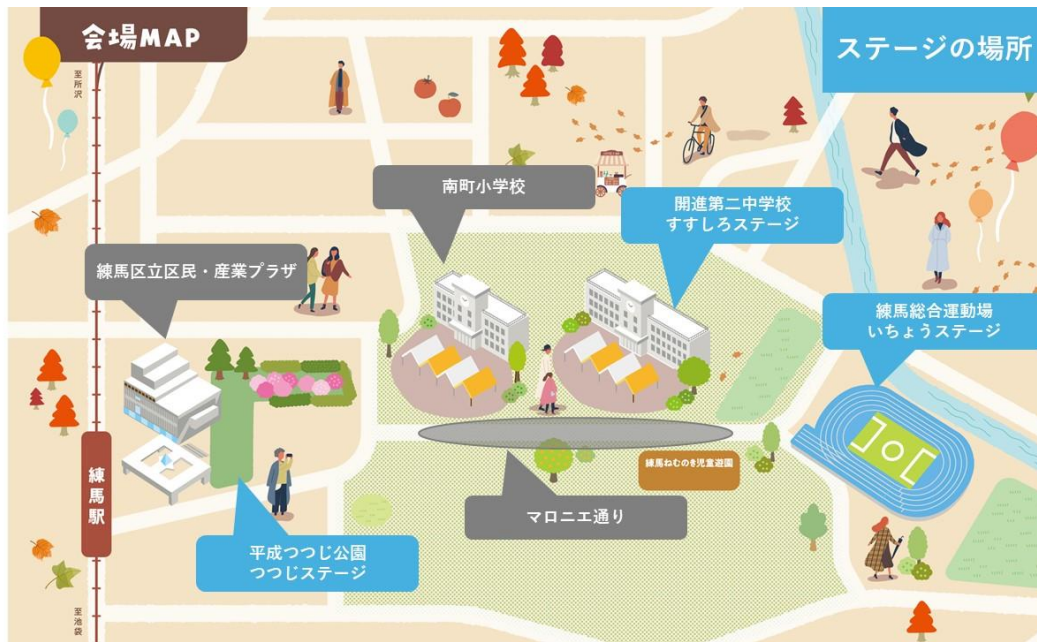 会場MAP
ステージの場所
至所沢
南町小学校
開進第二中学校
すすしろステージ
練馬区立区民・産業プラザ
練馬総合運動場
いちょうステージ
練馬ねむのき児童遊園
練馬駅
マロニエ通り
平成つつじ公園
つつじステージ
至池袋